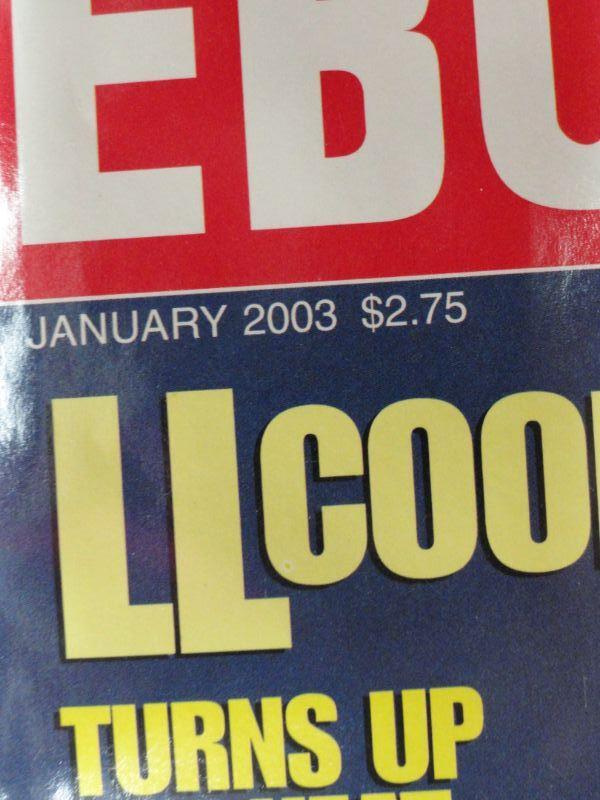 EBO
JANUARY 2003 $2.75
LL COO
TURNS UP